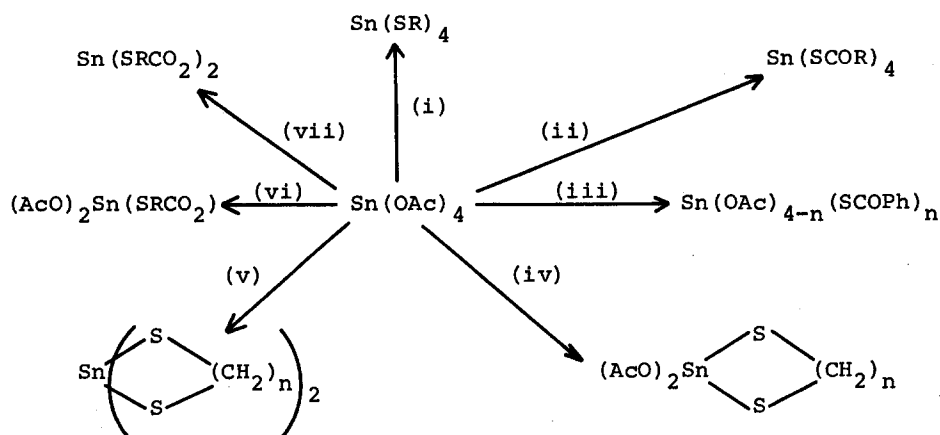 Sn(SR)4
Sn(SRCO2)2
Sn(SCOR)4
(i)
(vii)
(ii)
(AcO)2Sn(SRCO2)
(vi)
Sn(OAc)4
(iii)
Sn(OAc)4-n(SCOPh)n
(v)
(iv)
S
S
Sn
(CH2)n
2
(AcO)2Sn
(CH2)n
S
S